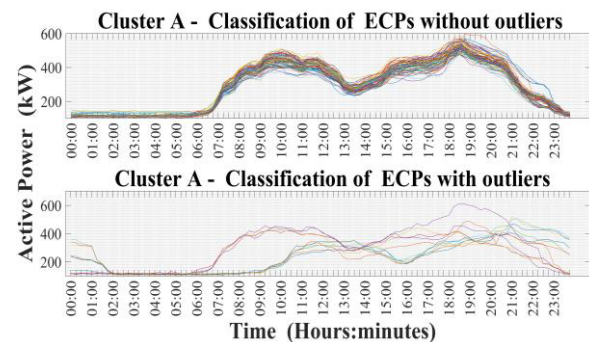 Cluster A - Classification of ECPs without outliers
600
400
200
00:00 01:00 02:00 03:00 04:00 05:00 06:00 07:00 08:00 09:00 10:00 11:00 12:00 13:00 14:00 15:00 16:00 17:00 18:00 19:00 20:00 21:00 22:00 23:00
Active Power (kW)
Cluster A - Classification of ECPs with outliers
600
400
200
00:00 01:00 02:00 03:00 04:00 05:00 06:00 07:00 08:00 09:00 10:00 11:00 12:00 13:00 14:00 15:00 16:00 17:00 18:00 19:00 20:00 21:00 22:00 23:00
Time (Hours:minutes)